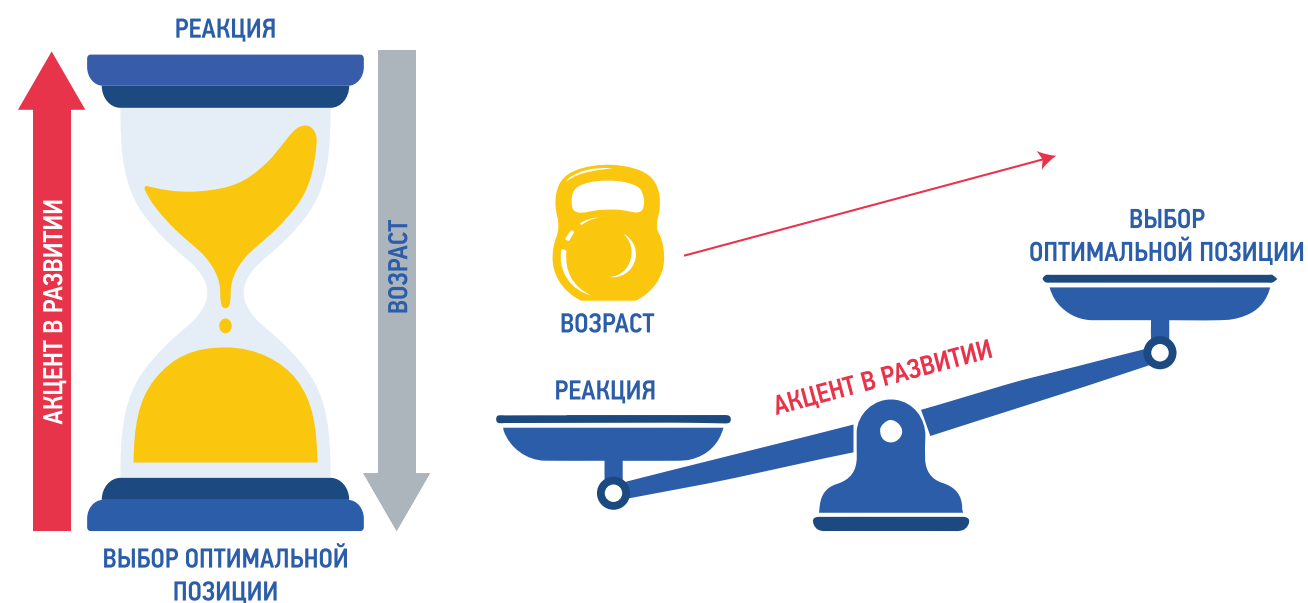 РЕАКЦИЯ
АКЦЕНТ В РАЗВИТИИ
ВОЗРАСТ
ВЫБОР ОПТИМАЛЬНОЙ
ПОЗИЦИИ
ВОЗРАСТ
РЕАКЦИЯ
АКЦЕНТ В РАЗВИТИИ
ВЫБОР
ОПТИМАЛЬНОЙ ПОЗИЦИИ